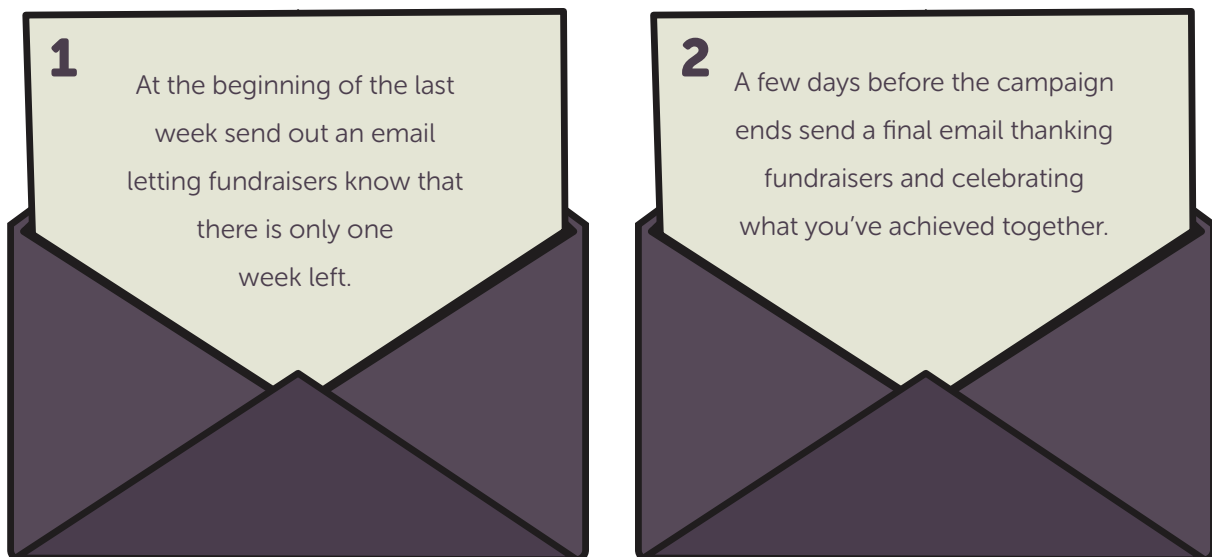 1
At the beginning of the last
week send out an email
letting fundraisers know that
there is only one
week left.
2
A few days before the campaign
ends send a final email thanking
fundraisers and celebrating
what you've achieved together.